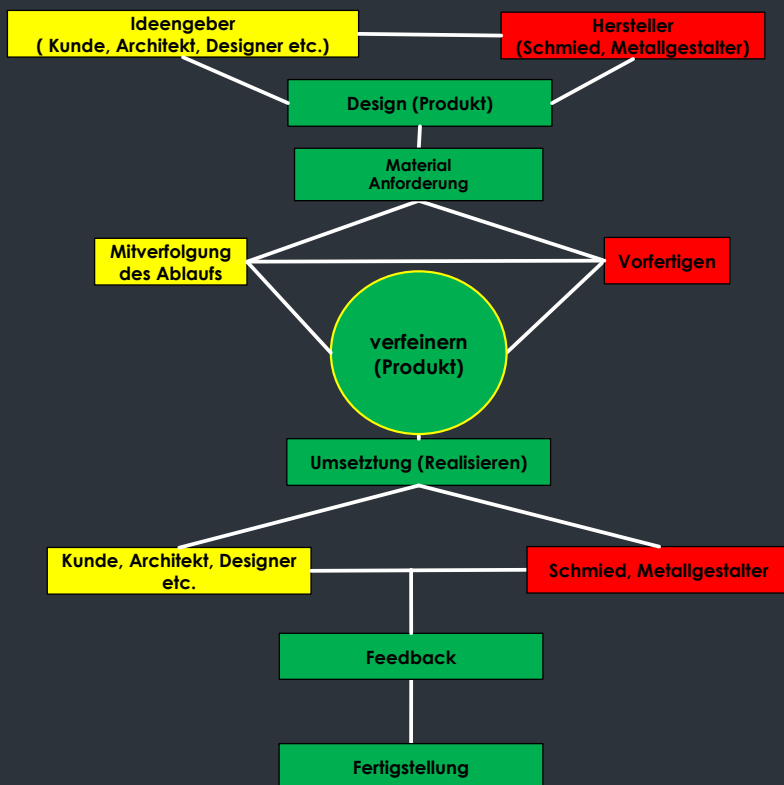 Ideengeber
( Kunde, Architekt, Designer etc.)
Hersteller
(Schmied, Metallgestalter)
Design (Produkt)
Material
Anforderung
Mitverfolgung
des Ablaufs
Vorfertigen
verfeinern
(Produkt)
Umsetztung (Realisieren)
Kunde, Architekt, Designer
etc.
Schmied, Metallgestalter
Feedback
Fertigstellung